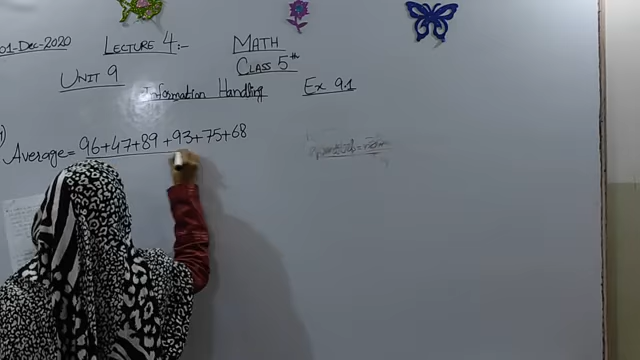 01-Dec-2020 LECTURE 4:- MATH
UNIT 9 CLASS 5th
Information Handling Ex 9.1
Average = 96+47+89+93+75+68